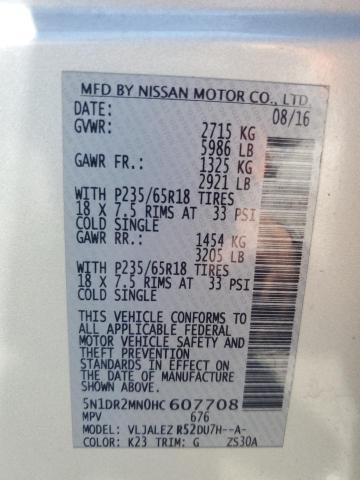 MFD BY NISSAN MOTOR CO., LTD.
DATE: 08/16
GVWR: 2715 KG
5986 LB
GAWR FR.: 1325 KG
2921 LB
WITH P235/65R18 TIRES
18 X 7.5 RIMS AT 33 PSI
COLD SINGLE
GAWR RR.: 1454 KG
3205 LB
WITH P235/65R18 TIRES
18 X 7.5 RIMS AT 33 PSI
COLD SINGLE
THIS VEHICLE CONFORMS TO
ALL APPLICABLE FEDERAL
MOTOR VEHICLE SAFETY AND
THEFT PREVENTION
STANDARDS IN EFFECT ON
THE DATE OF MANUFACTURE
SHOWN ABOVE.
5N1DR2MN0HC607708
MPV 676
MODEL: VLJALEZ R52DU7H--A-
COLOR: K23 TRIM: G ZS30A